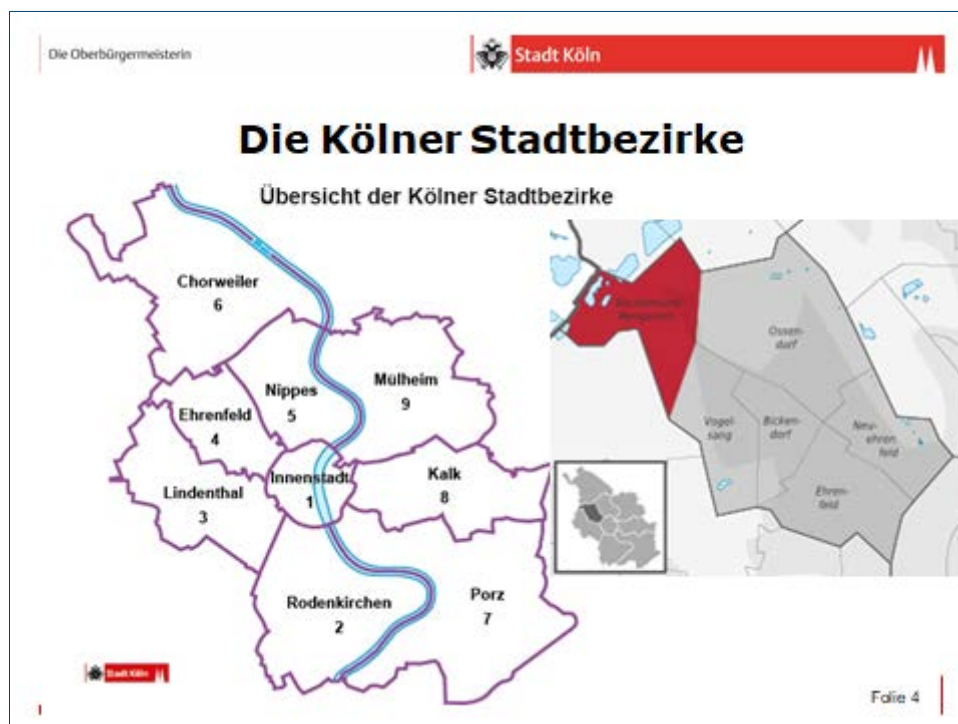 Die Oberbürgermeisterin
Stadt Köln
Die Kölner Stadtbezirke
Übersicht der Kölner Stadtbezirke
Chorweiler
6
Nippes
5
Mülheim
9
Ehrenfeld
4
Innenstadt
1
Kalk
8
Lindenthal
3
Rodenkirchen
2
Porz
7
Ossen-
dorf
Vogel-
sang
Bicken-
dorf
Neu-
ehren
feld
Ehren-
feld
Stadt Köln
Folie 4